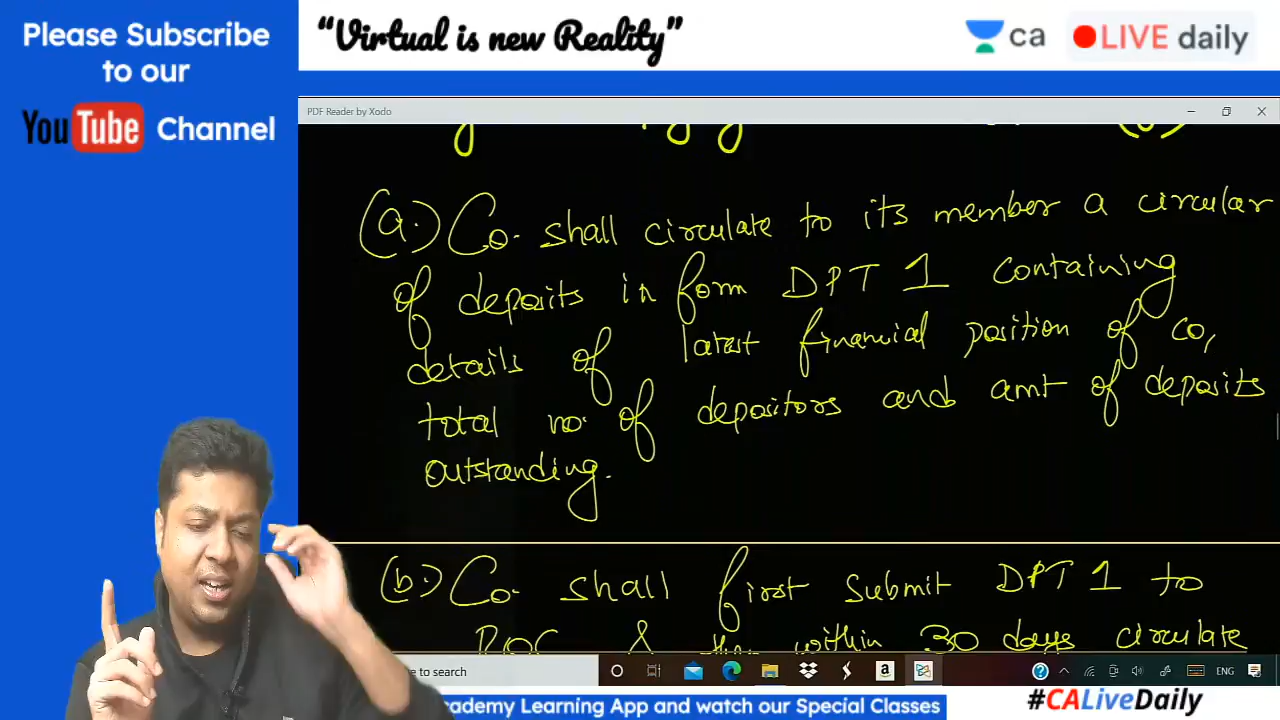 Please Subscribe
to our
YouTube Channel
"Virtual is new Reality"
ca
LIVE daily
PDF Reader by Xodo
(a.) Co. shall circulate to its member a circular
of deposits in form DPT 1 containing
details of latest financial position of co,
total no. of depositors and amt of deposits
outstanding.
(b.) Co. shall first submit DPT 1 to
ROC & then within 30 days circulate
e to search
ENG
cademy Learning App and watch our Special Classes
#CALiveDaily